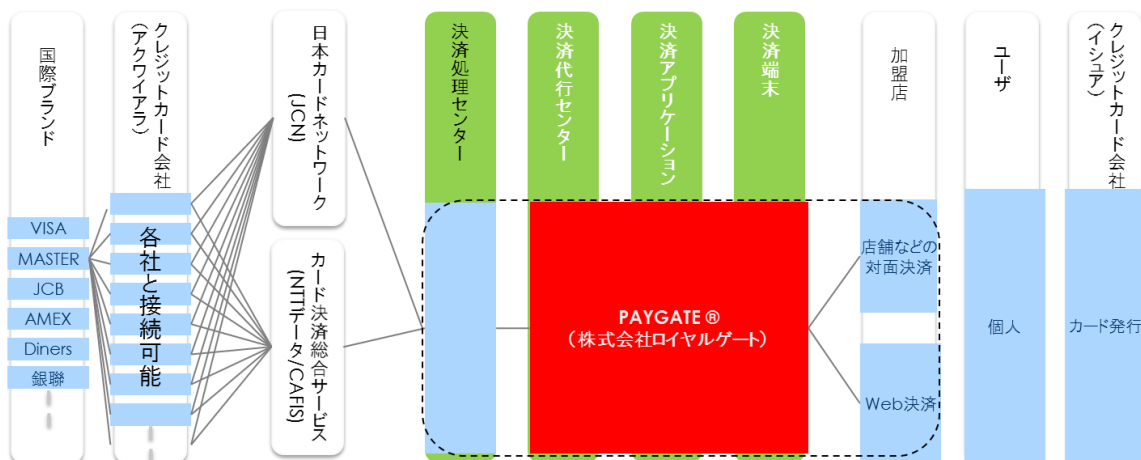 国際ブランド
VISA
MASTER
JCB
AMEX
Diners
銀聯
クレジットカード会社
(アクワイアラ)
各社と接続可能
日本カードネットワーク
(JCN)
カード決済総合サービス
(NTTデータ/CAFIS)
決済処理センター
決済代行センター
決済アプリケーション
決済端末
PAYGATE®
(株式会社ロイヤルゲート)
加盟店
店舗などの
対面決済
Web決済
ユーザ
個人
クレジットカード会社
(イシュア)
カード発行